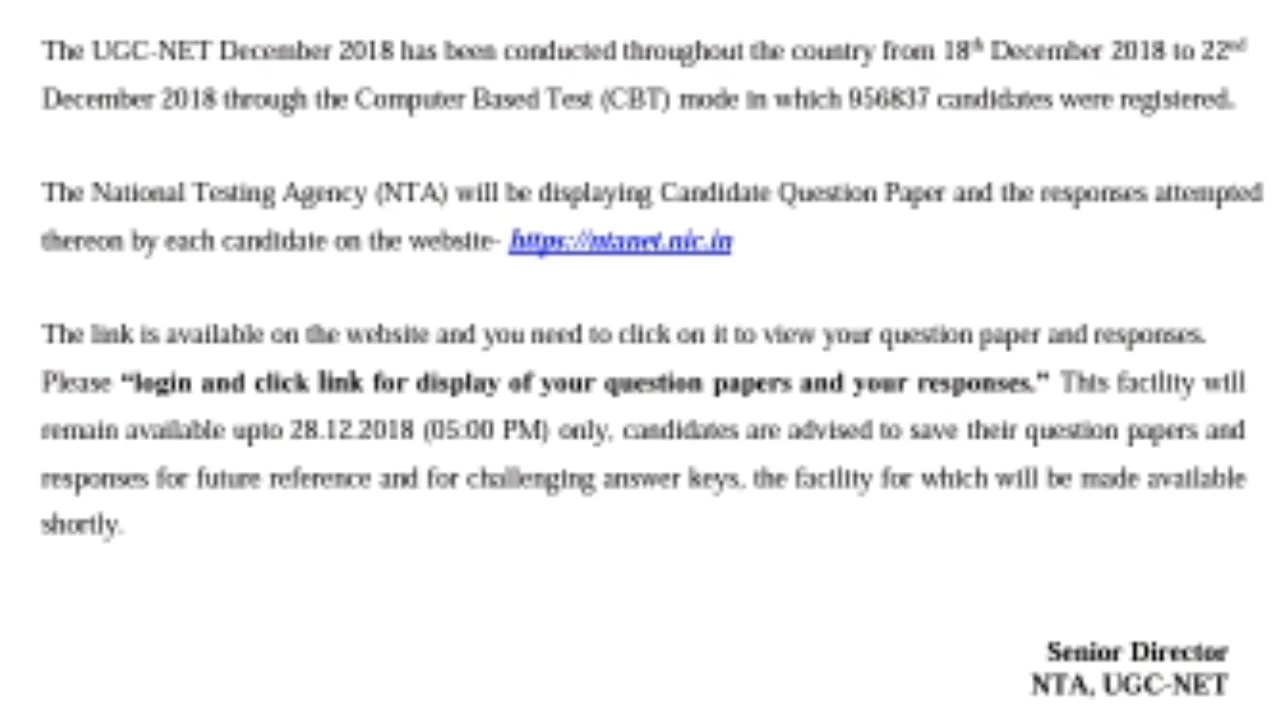 The UGC-NET December 2018 has been conducted throughout the country from 18th December 2018 to 22nd
December 2018 through the Computer Based Test (CBT) mode in which 956837 candidates were registered.
The National Testing Agency (NTA) will be displaying Candidate Question Paper and the responses attempted
thereon by each candidate on the website- https://ntanet.nic.in
The link is available on the website and you need to click on it to view your question paper and responses.
Please “login and click link for display of your question papers and your responses.” This facility will
remain available upto 28.12.2018 (05:00 PM) only, candidates are advised to save their question papers and
responses for future reference and for challenging answer keys, the facility for which will be made available
shortly.
Senior Director
NTA, UGC-NET